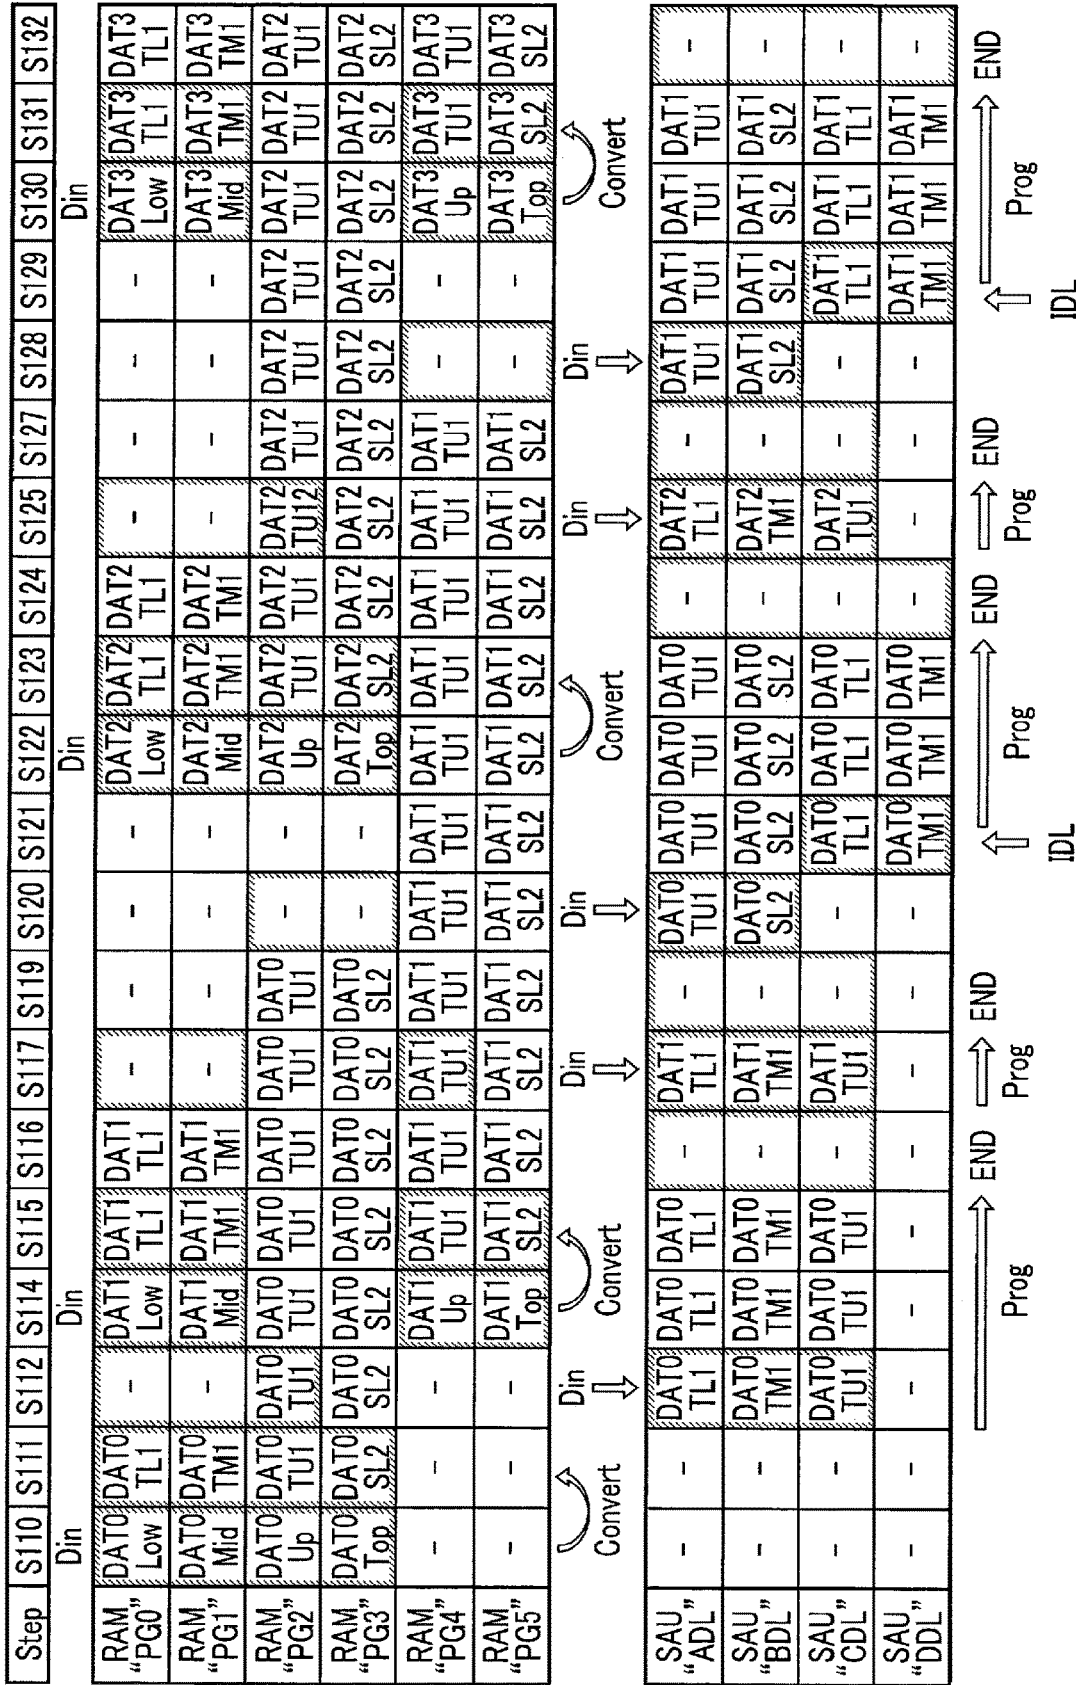 Step S110 S111 S112 S114 S115 S116 S117 S119 S120 S121 S122 S123 S124 S125 S127 S128 S129 S130 S131 S132
Din Din Din Din
RAM DAT0 DAT0 - DAT1 DAT1 DAT1 - - - - DAT2 DAT2 DAT2 - - - - DAT3 DAT3 DAT3
“PG0” Low TL1 Low TL1 TL1 Low TL1 TL1 Low TL1 TL1
RAM DAT0 DAT0 - DAT1 DAT1 DAT1 - - - - DAT2 DAT2 DAT2 - - - - DAT3 DAT3 DAT3
“PG1” Mid TM1 Mid TM1 TM1 Mid TM1 TM1 Mid TM1 TM1
RAM DAT0 DAT0 DAT0 DAT0 DAT0 DAT0 DAT0 DAT0 - - DAT2 DAT2 DAT2 DAT2 DAT2 DAT2 DAT2 DAT2 DAT2 DAT2
“PG2” Up TU1 TU1 TU1 TU1 TU1 TU1 TU1 Up TU1 TU1 TU12 TU1 TU1 TU1 TU1 TU1 TU1
RAM DAT0 DAT0 DAT0 DAT0 DAT0 DAT0 DAT0 DAT0 - - DAT2 DAT2 DAT2 DAT2 DAT2 DAT2 DAT2 DAT2 DAT2 DAT2
“PG3” Top SL2 SL2 SL2 SL2 SL2 SL2 SL2 Top SL2 SL2 SL2 SL2 SL2 SL2 SL2 SL2 SL2
RAM - - - DAT1 DAT1 DAT1 DAT1 DAT1 DAT1 DAT1 DAT1 DAT1 DAT1 DAT1 DAT1 - - DAT3 DAT3 DAT3
“PG4” Up TU1 TU1 TU1 TU1 TU1 TU1 TU1 TU1 TU1 TU1 TU1 Up TU1 TU1
RAM - - - DAT1 DAT1 DAT1 DAT1 DAT1 DAT1 DAT1 DAT1 DAT1 DAT1 DAT1 DAT1 - - DAT3 DAT3 DAT3
“PG5” Top SL2 SL2 SL2 SL2 SL2 SL2 SL2 SL2 SL2 SL2 SL2 Top SL2 SL2
Convert Din Convert Din Din Convert Din Din Convert
SAU - - DAT0 DAT0 DAT0 - DAT1 - DAT0 DAT0 DAT0 DAT0 - DAT2 - DAT1 DAT1 DAT1 DAT1 -
“ADL” TL1 TL1 TL1 TL1 TU1 TU1 TU1 TU1 TL1 TU1 TU1 TU1 TU1
SAU - - DAT0 DAT0 DAT0 - DAT1 - DAT0 DAT0 DAT0 DAT0 - DAT2 - DAT1 DAT1 DAT1 DAT1 -
“BDL” TM1 TM1 TM1 TM1 SL2 SL2 SL2 SL2 TM1 SL2 SL2 SL2 SL2
SAU - - DAT0 DAT0 DAT0 - DAT1 - - DAT0 DAT0 DAT0 - DAT2 - - DAT1 DAT1 DAT1 -
“CDL” TU1 TU1 TU1 TU1 TL1 TL1 TL1 TU1 TL1 TL1 TL1
SAU - - - - - - - - - DAT0 DAT0 DAT0 - - - - DAT1 DAT1 DAT1 -
“DDL” TM1 TM1 TM1 TM1 TM1 TM1
END END END END END
Prog Prog Prog Prog Prog
IDL IDL